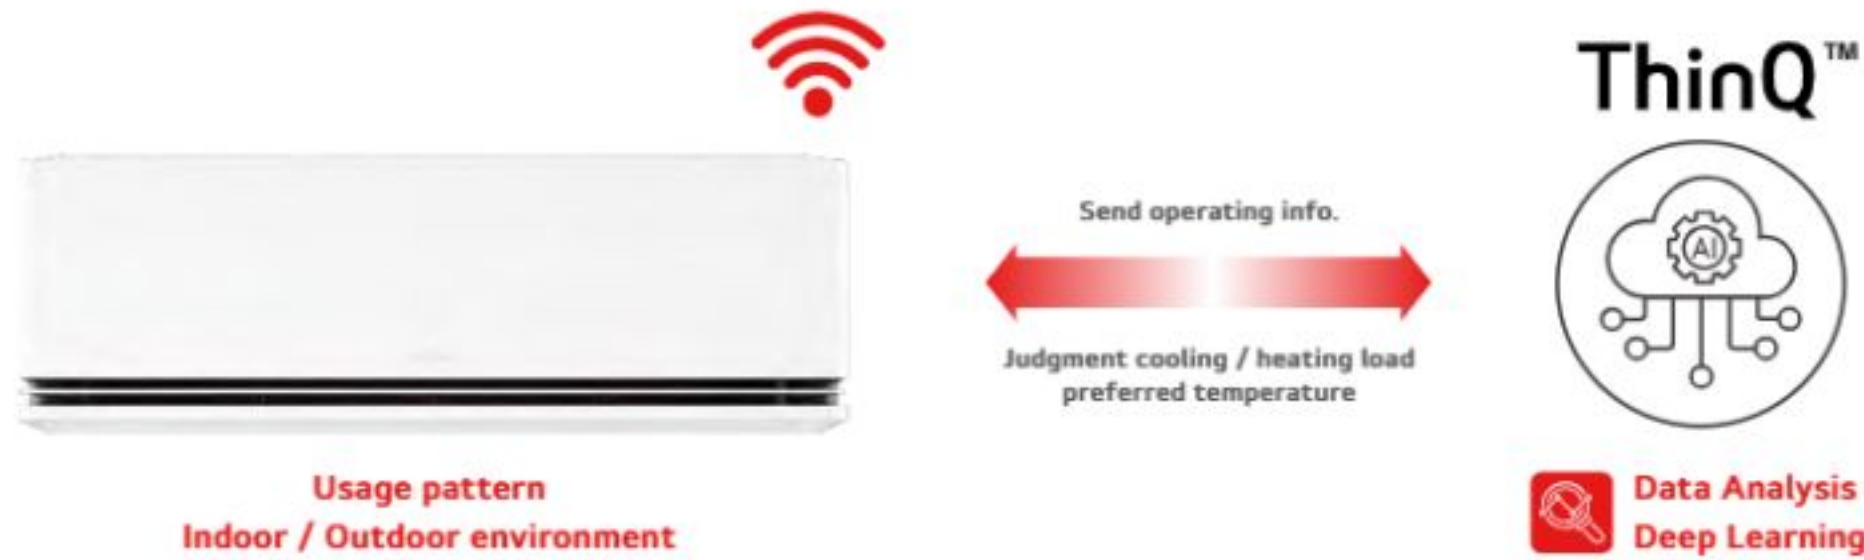 ThinQ™
Send operating info.
AI
Judgment cooling / heating load
preferred temperature
Usage pattern
Indoor / Outdoor environment
Data Analysis
Deep Learning